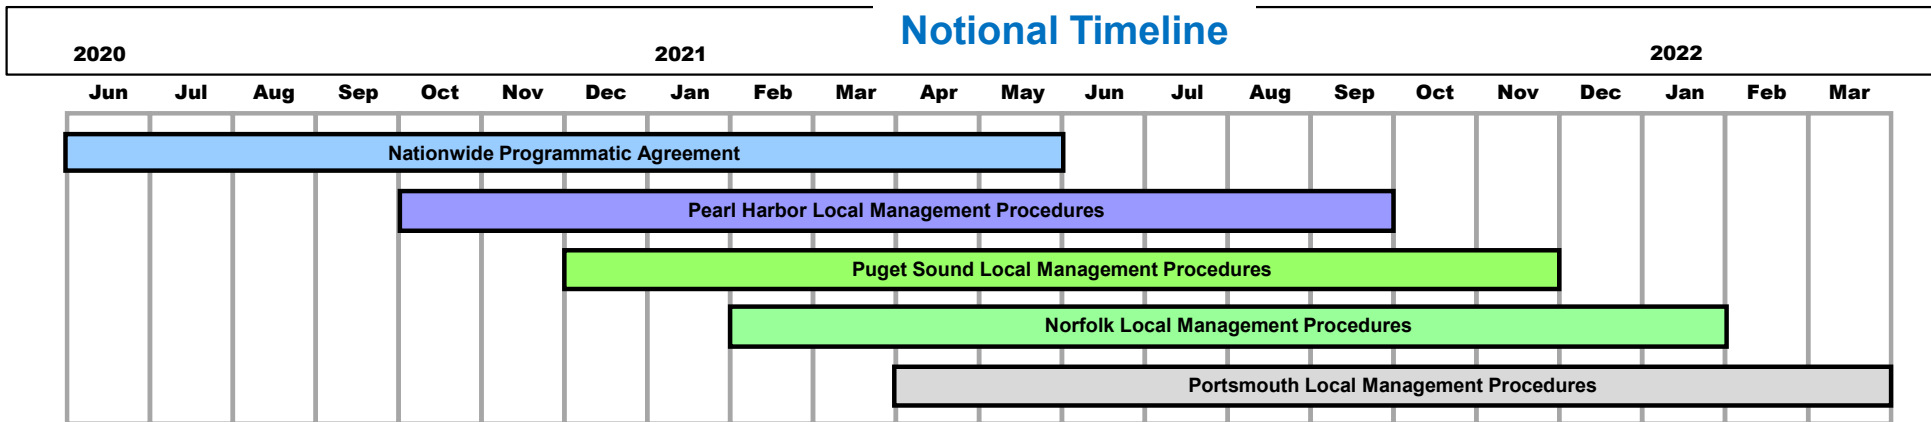 Notional Timeline
2020 2021 2022
Jun Jul Aug Sep Oct Nov Dec Jan Feb Mar Apr May Jun Jul Aug Sep Oct Nov Dec Jan Feb Mar
Nationwide Programmatic Agreement
Pearl Harbor Local Management Procedures
Puget Sound Local Management Procedures
Norfolk Local Management Procedures
Portsmouth Local Management Procedures